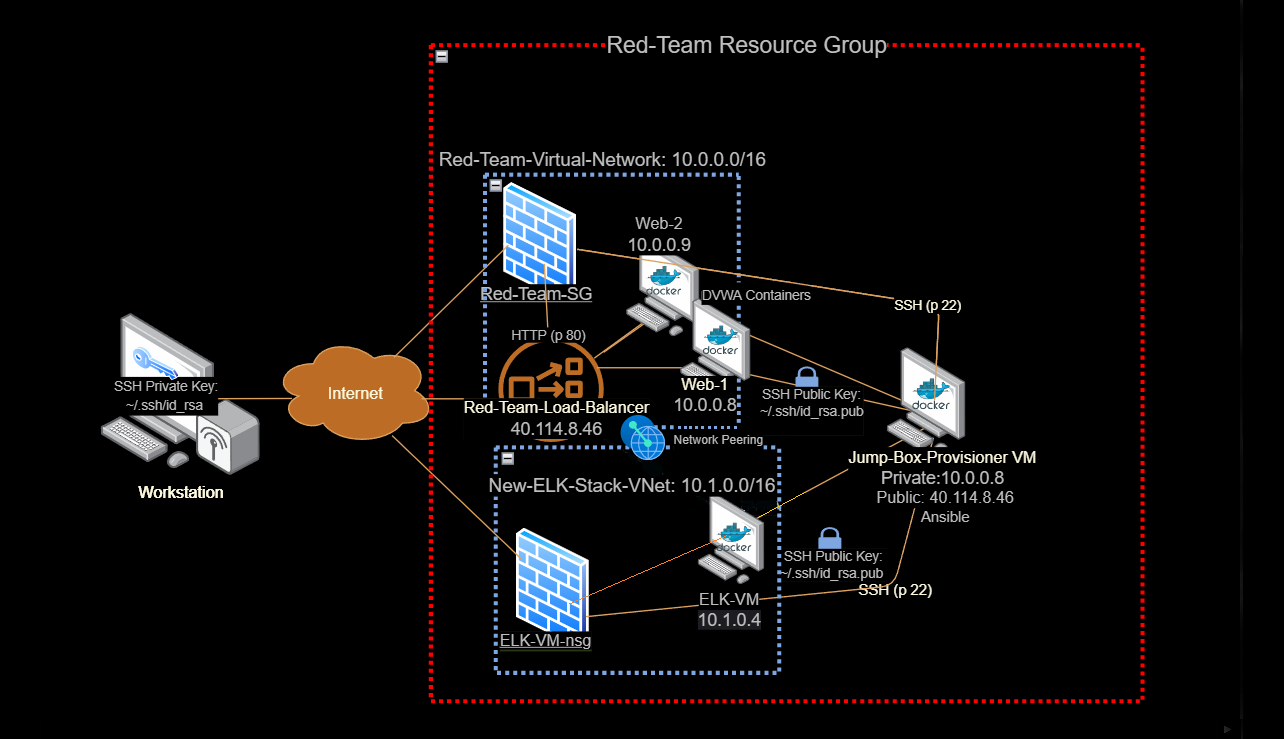 Red-Team Resource Group
Red-Team-Virtual-Network: 10.0.0.0/16
Web-2
10.0.0.9
docker
Red-Team-SG
DVWA Containers
SSH (p 22)
HTTP (p 80)
docker
Web-1
10.0.0.8
SSH Private Key:
~/.ssh/id_rsa
Internet
Workstation
Red-Team-Load-Balancer
40.114.8.46
SSH Public Key:
~/.ssh/id_rsa.pub
docker
Network Peering
Jump-Box-Provisioner VM
Private:10.0.0.8
Public: 40.114.8.46
Ansible
New-ELK-Stack-VNet: 10.1.0.0/16
docker
SSH Public Key:
~/.ssh/id_rsa.pub
SSH (p 22)
ELK-VM
10.1.0.4
ELK-VM-nsg